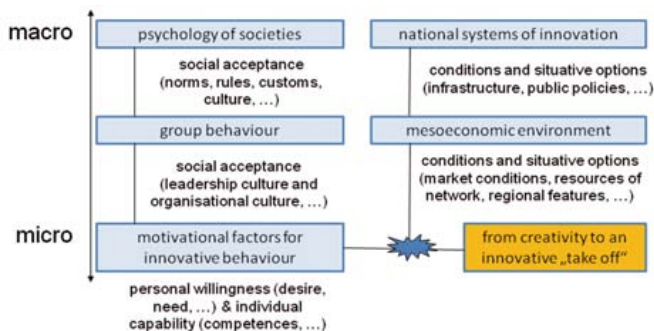 macro
psychology of societies
national systems of innovation
social acceptance
(norms, rules, customs,
culture, ...)
conditions and situative options
(infrastructure, public policies, ...)
group behaviour
mesoeconomic environment
social acceptance
(leadership culture and
organisational culture, ...)
conditions and situative options
(market conditions, resources of
network, regional features, ...)
micro
motivational factors for
innovative behaviour
from creativity to an
innovative „take off“
personal willingness (desire,
need, ...) & individual
capability (competences, ...)